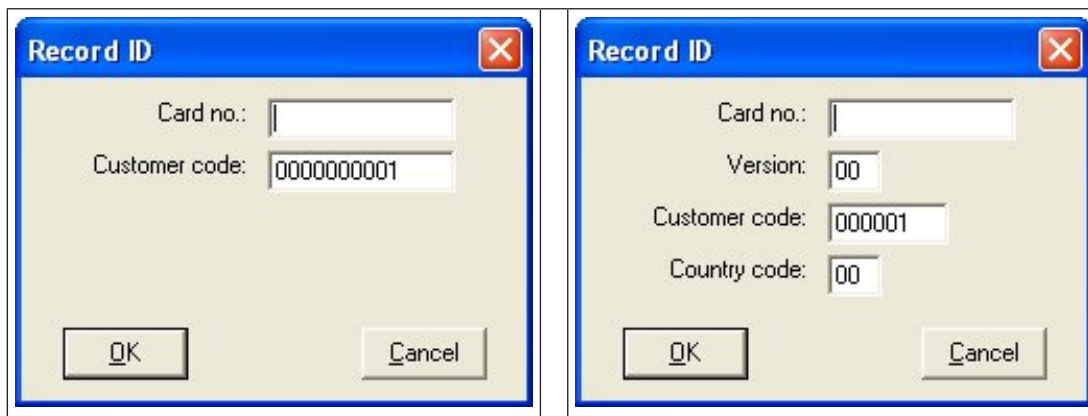 Record ID
Card no.:
Customer code: 0000000001
OK Cancel
Record ID
Card no.:
Version: 00
Customer code: 000001
Country code: 00
OK Cancel